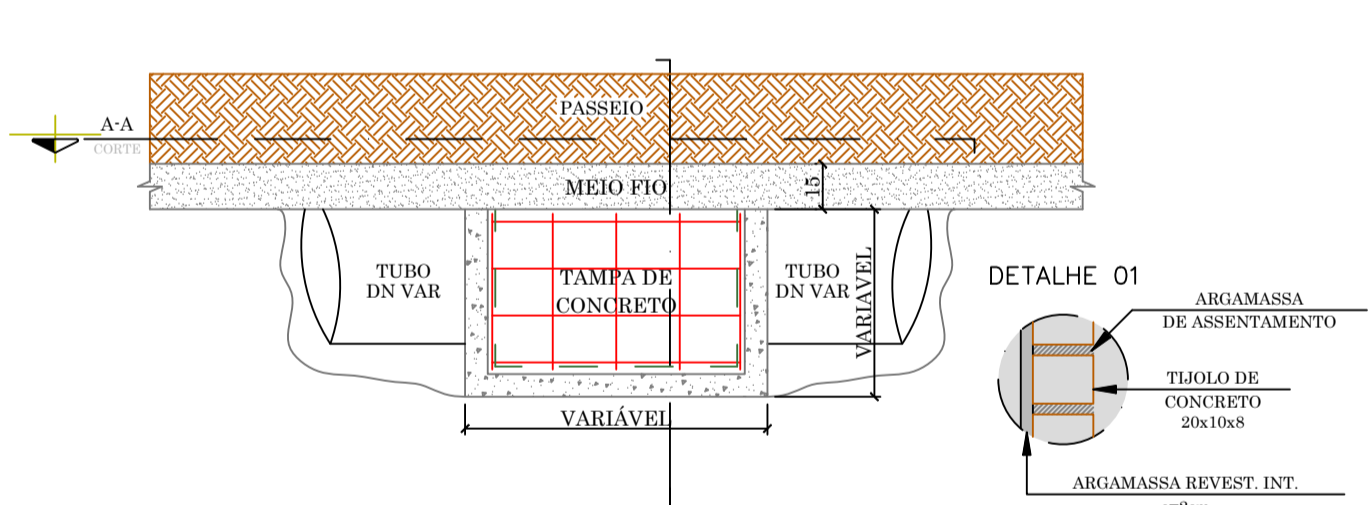 PASSEIO
A-A
CORTE
MEIO FIO
15
TUBO
DN VAR
TAMPA DE
CONCRETO
TUBO
DN VAR
VARIAVEL
VARIÁVEL
DETALHE 01
ARGAMASSA
DE ASSENTAMENTO
TIJOLO DE
CONCRETO
20x10x8
ARGAMASSA REVEST. INT.